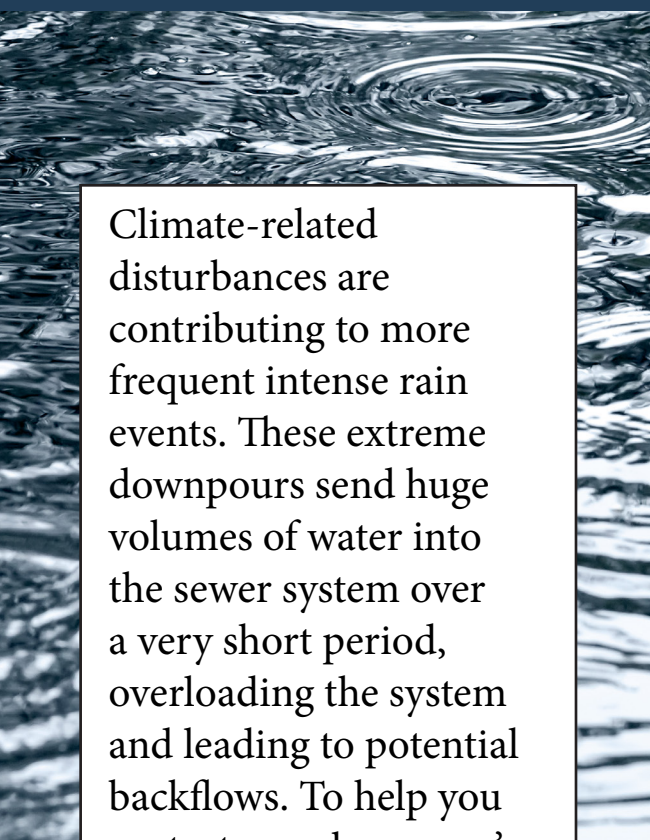 Climate-related
disturbances are
contributing to more
frequent intense rain
events. These extreme
downpours send huge
volumes of water into
the sewer system over
a very short period,
overloading the system
and leading to potential
backflows. To help you